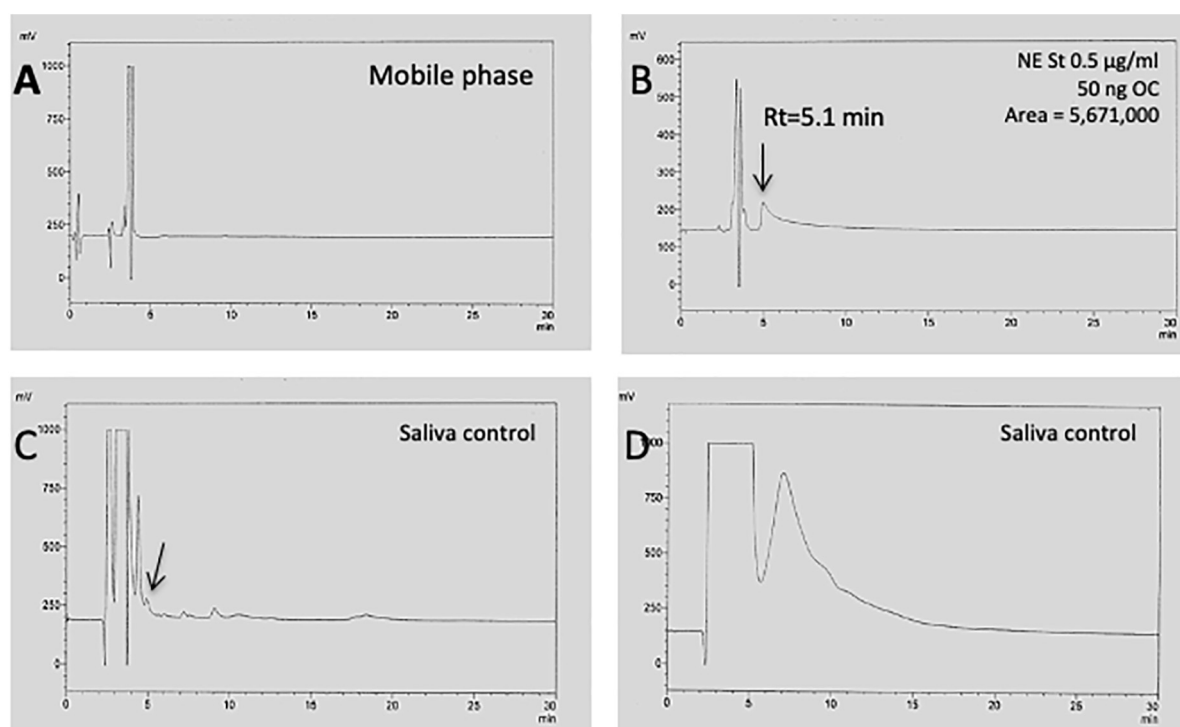 mV
A
Mobile phase
1000
750
500
250
0
0 5 10 15 20 25 30
min
mV
B
NE St 0.5 µg/ml
50 ng OC
Area = 5,671,000
Rt=5.1 min
600
500
400
300
200
100
0
0 5 10 15 20 25 30
min
mV
C
Saliva control
1000
750
500
250
0
0 5 10 15 20 25 30
min
mV
D
Saliva control
750
500
250
0
0 5 10 15 20 25 30
min